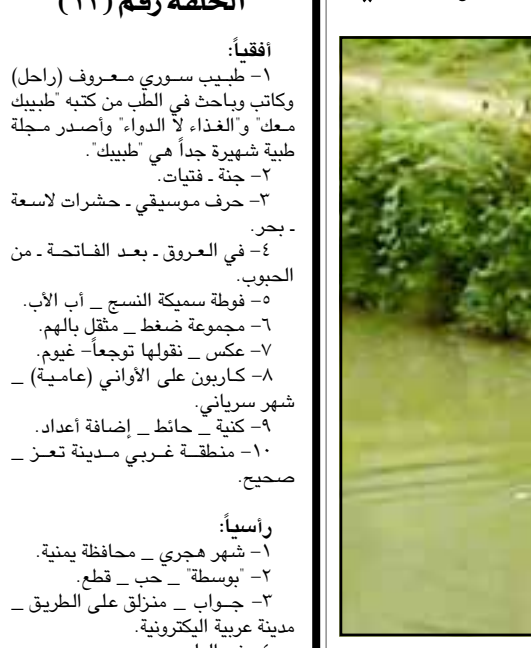 الحلقة رقم (١١)
أفقياً:
١- طبيب سوري معروف (راحل)
وكاتب وباحث في الطب من كتبه "طبيبك
معك" و"الغذاء لا الدواء" وأصدر مجلة
طبية شهيرة جداً هي "طبيبك".
٢- جنة ـ فتيات.
٣- حرف موسيقي ـ حشرات لاسعة
ـ بحر.
٤- في العروق ـ بعد الفاتحة ـ من
الحبوب.
٥- فوطة سميكة النسج _ أب الأب.
٦- مجموعة ضغط _ مثقل بالهم.
٧- عكس _ نقولها توجعاً- غيوم.
٨- كاربون على الأواني (عامية) _
شهر سرياني.
٩- كنية _ حائط _ إضافة أعداد.
١٠- منطقة غربي مدينة تعز _
صحيح.
رأسياً:
١- شهر هجري _ محافظة يمنية.
٢- "بوسطة" _ حب _ قطع.
٣- جواب _ منزلق على الطريق _
مدينة عربية اليكترونية.